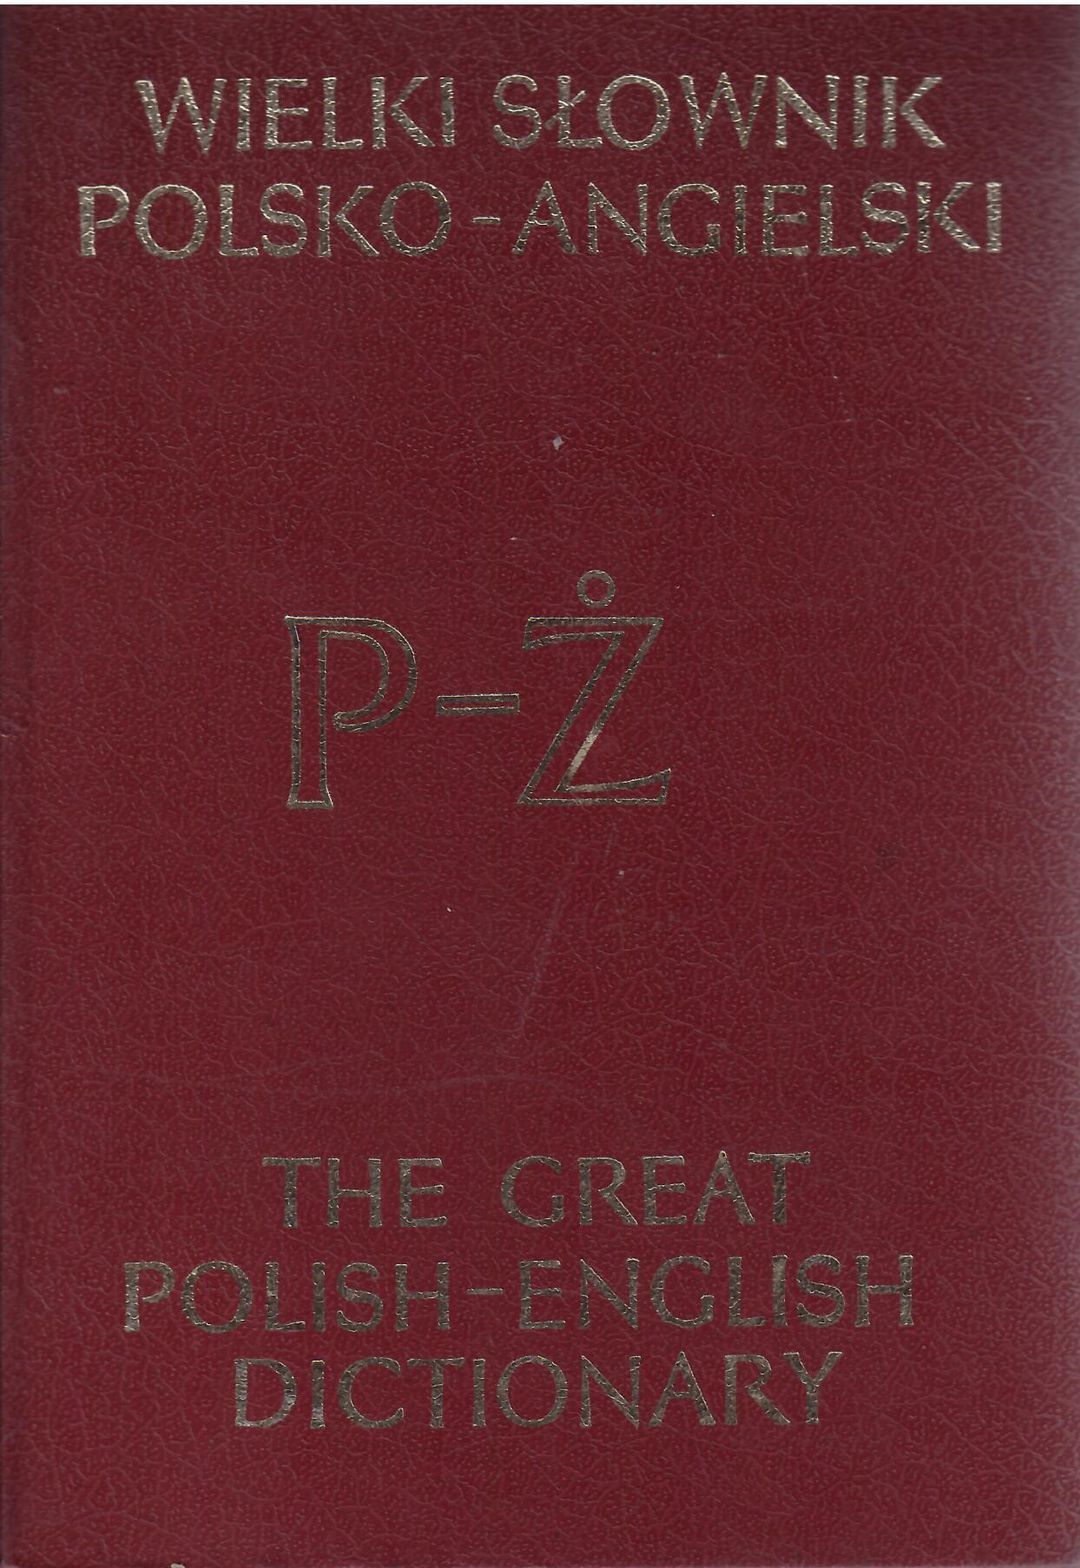 WIELKI SŁOWNIK
POLSKO-ANGIELSKI
P-Ż
THE GREAT
POLISH-ENGLISH
DICTIONARY